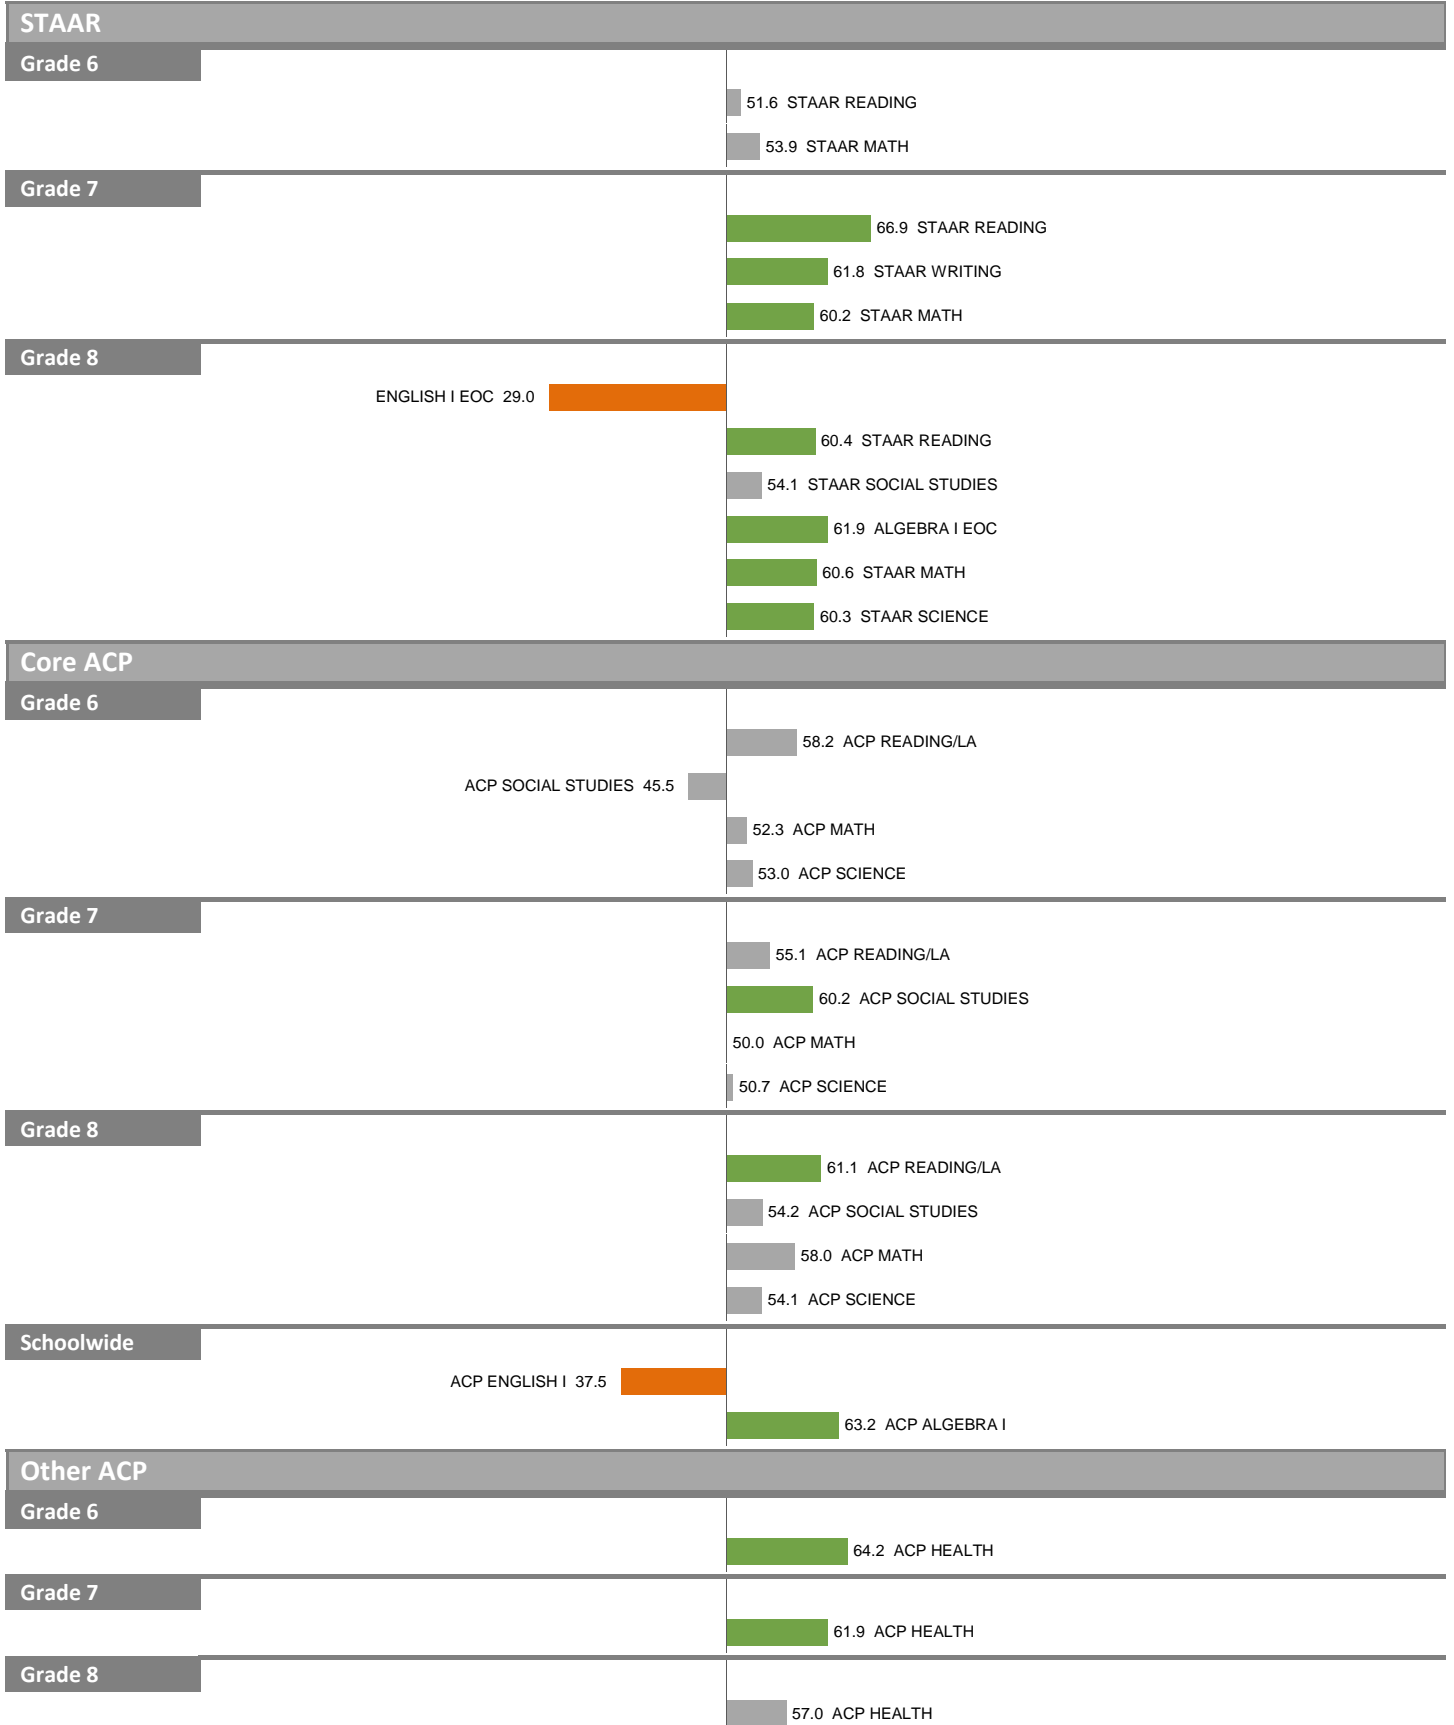 STAAR
Grade 6
51.6 STAAR READING
53.9 STAAR MATH
Grade 7
66.9 STAAR READING
61.8 STAAR WRITING
60.2 STAAR MATH
Grade 8
ENGLISH I EOC 29.0
60.4 STAAR READING
54.1 STAAR SOCIAL STUDIES
61.9 ALGEBRA I EOC
60.6 STAAR MATH
60.3 STAAR SCIENCE
Core ACP
Grade 6
58.2 ACP READING/LA
ACP SOCIAL STUDIES 45.5
52.3 ACP MATH
53.0 ACP SCIENCE
Grade 7
55.1 ACP READING/LA
60.2 ACP SOCIAL STUDIES
50.0 ACP MATH
50.7 ACP SCIENCE
Grade 8
61.1 ACP READING/LA
54.2 ACP SOCIAL STUDIES
58.0 ACP MATH
54.1 ACP SCIENCE
Schoolwide
ACP ENGLISH I 37.5
63.2 ACP ALGEBRA I
Other ACP
Grade 6
64.2 ACP HEALTH
Grade 7
61.9 ACP HEALTH
Grade 8
57.0 ACP HEALTH